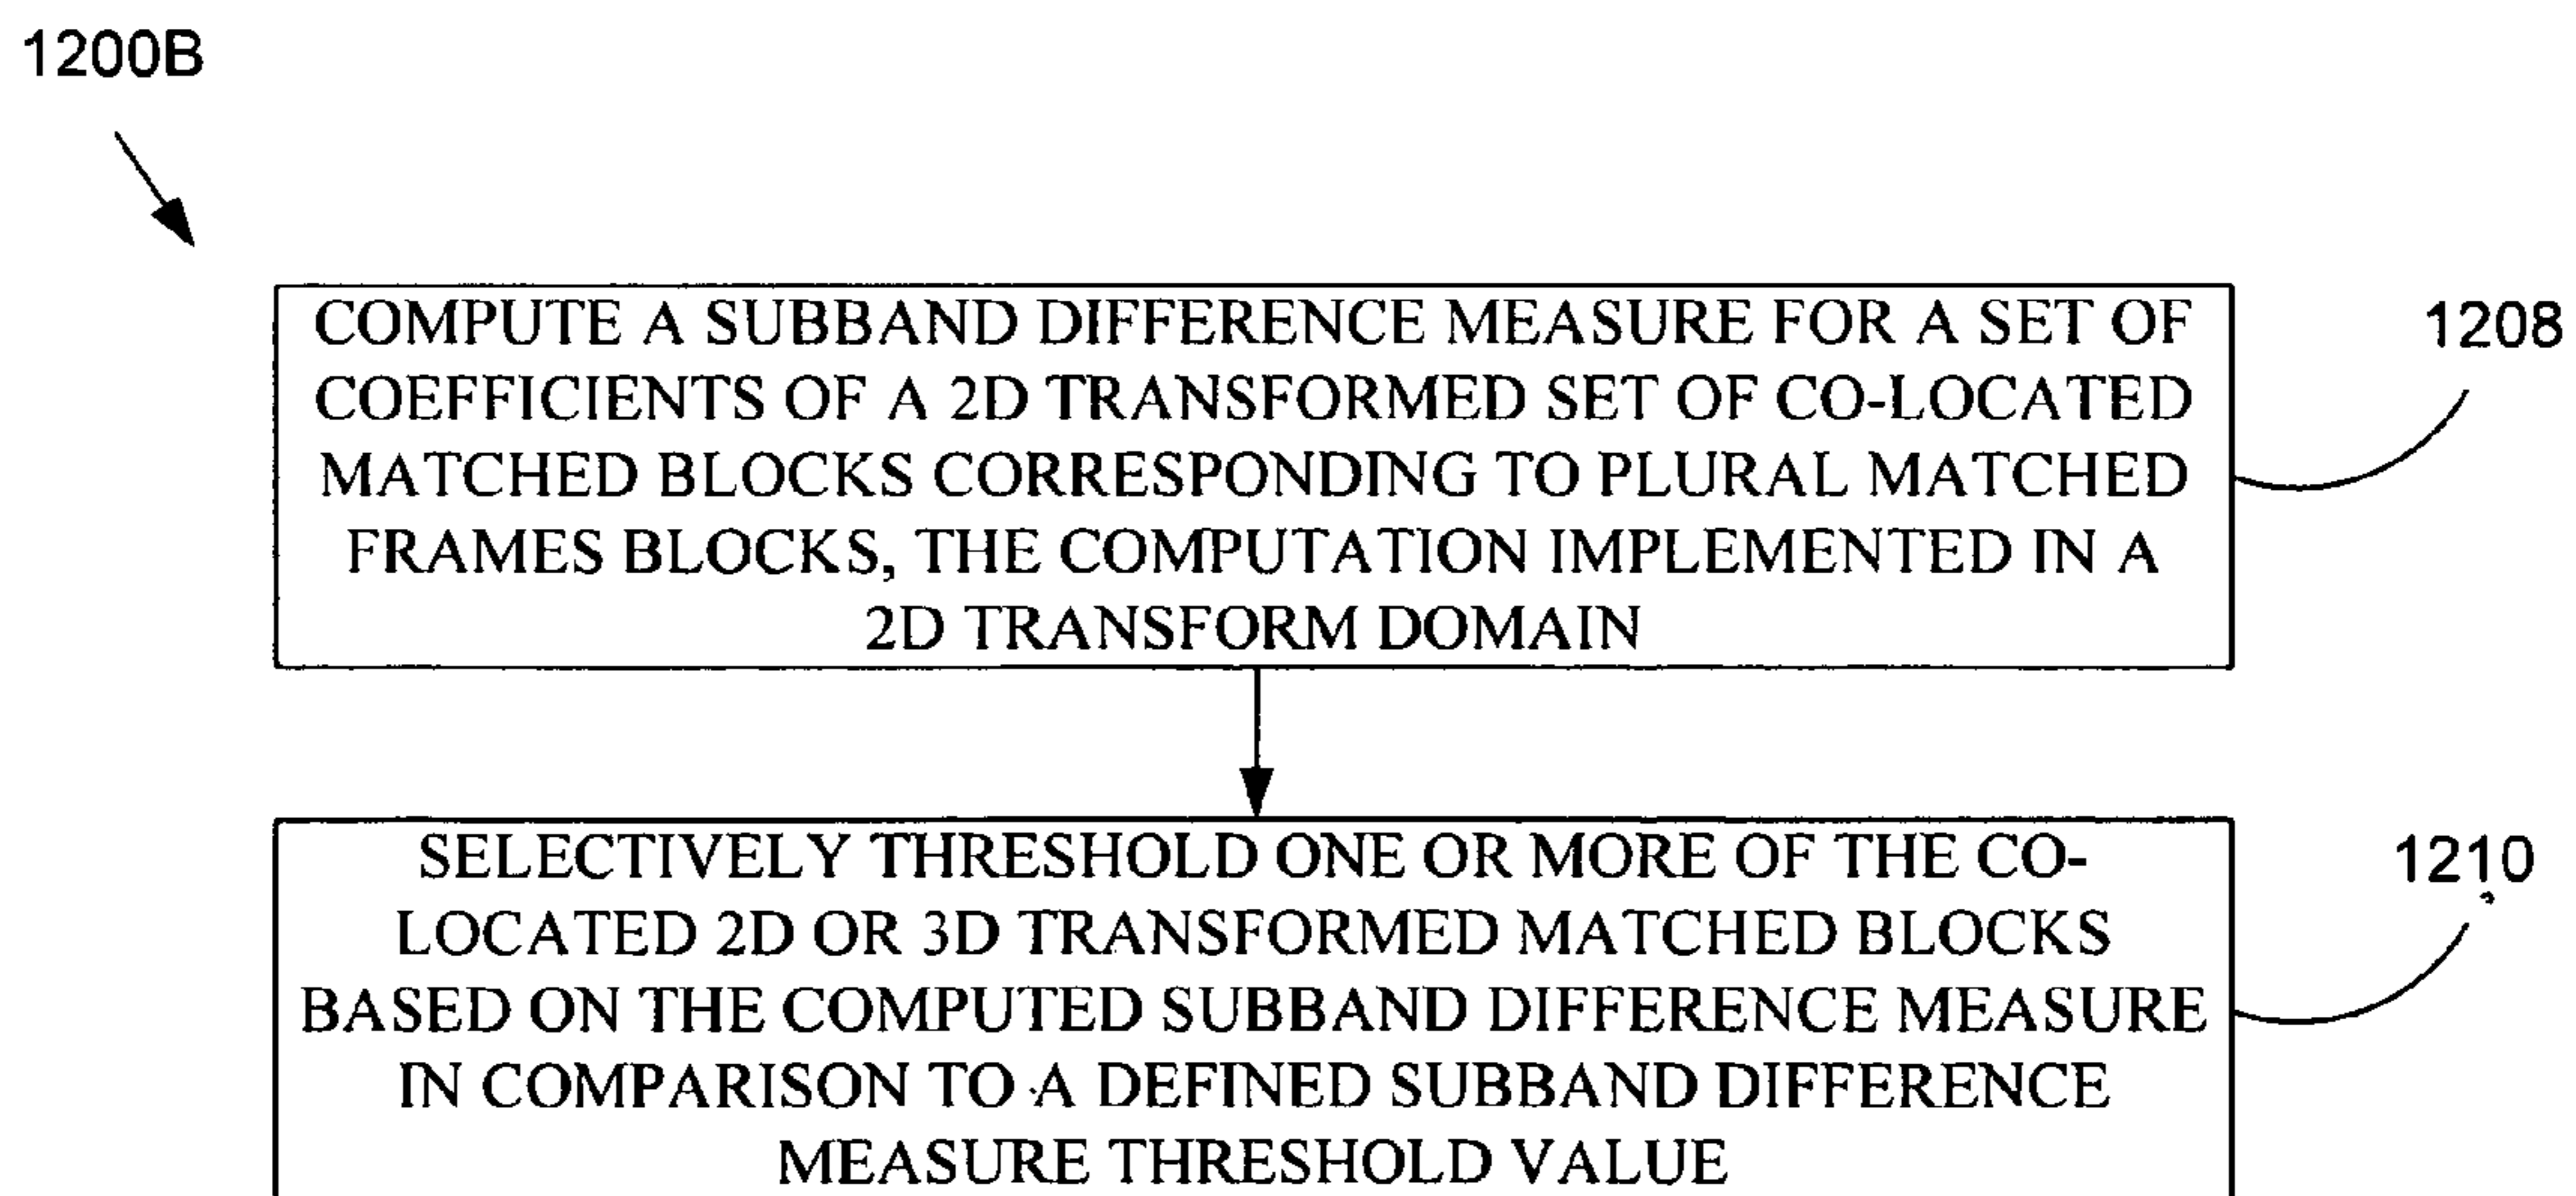 1200B
COMPUTE A SUBBAND DIFFERENCE MEASURE FOR A SET OF
COEFFICIENTS OF A 2D TRANSFORMED SET OF CO-LOCATED
MATCHED BLOCKS CORRESPONDING TO PLURAL MATCHED
FRAMES BLOCKS, THE COMPUTATION IMPLEMENTED IN A
2D TRANSFORM DOMAIN
1208
SELECTIVELY THRESHOLD ONE OR MORE OF THE CO-
LOCATED 2D OR 3D TRANSFORMED MATCHED BLOCKS
BASED ON THE COMPUTED SUBBAND DIFFERENCE MEASURE
IN COMPARISON TO A DEFINED SUBBAND DIFFERENCE
MEASURE THRESHOLD VALUE
1210